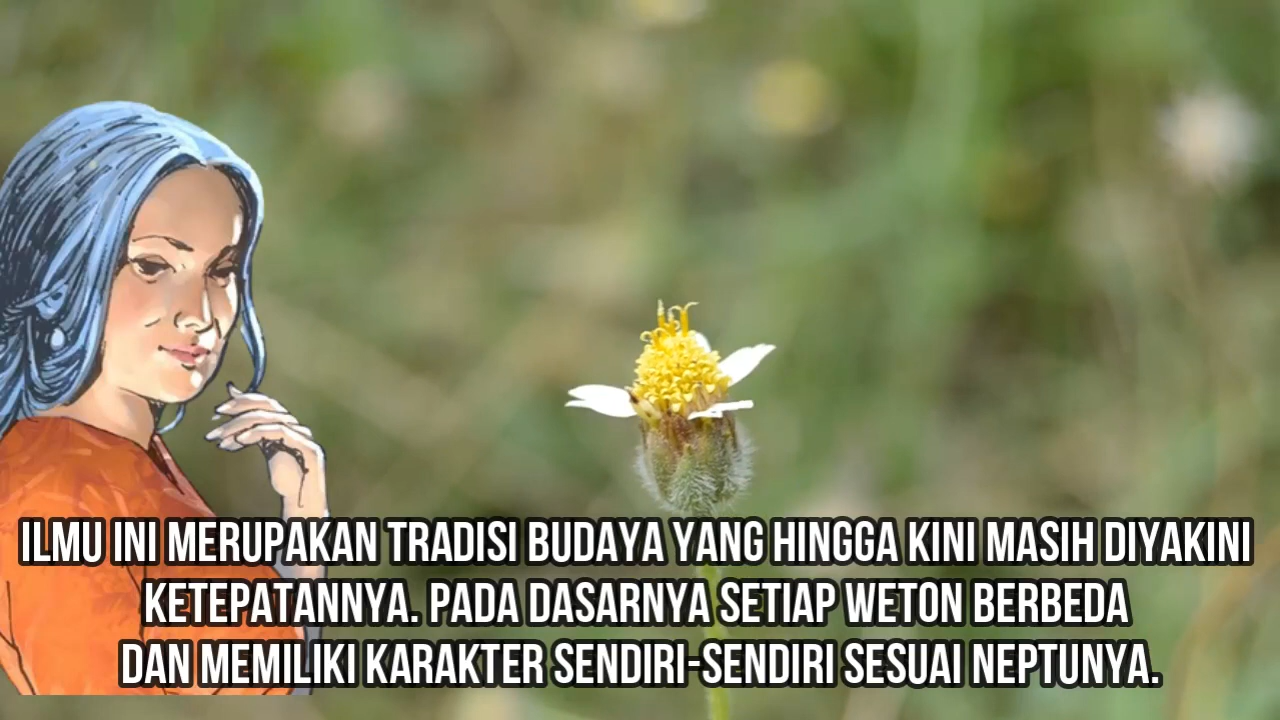 ILMU INI MERUPAKAN TRADISI BUDAYA YANG HINGGA KINI MASIH DIYAKINI
KETEPATANNYA. PADA DASARNYA SETIAP WETON BERBEDA
DAN MEMILIKI KARAKTER SENDIRI-SENDIRI SESUAI NEPTUNYA.